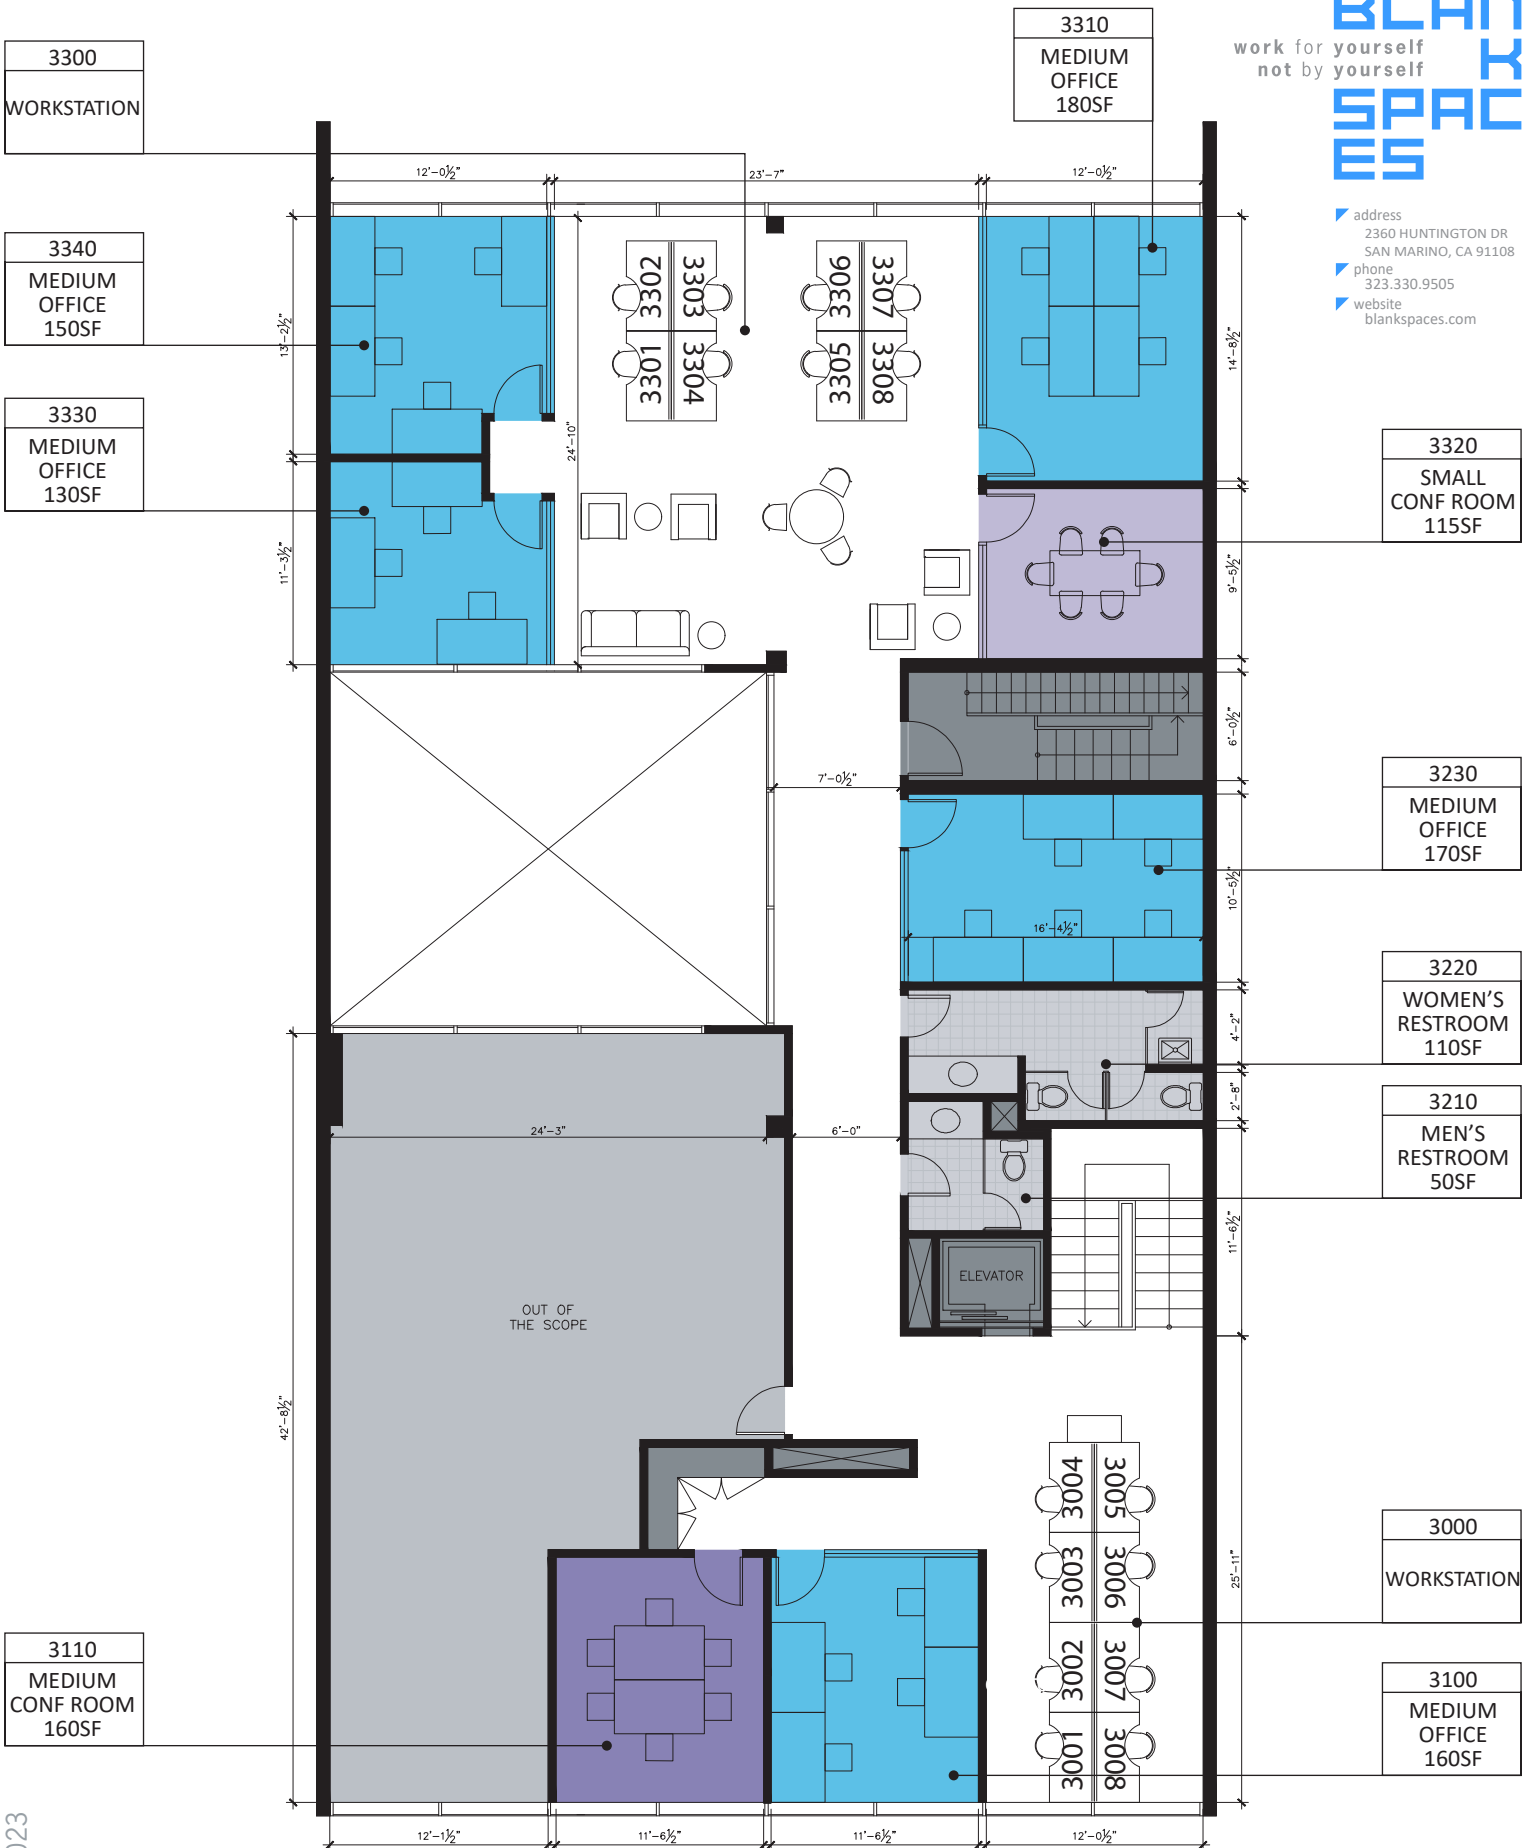 3300
WORKSTATION
3310
MEDIUM
OFFICE
180SF
BLAN
K
SPAC
ES
work for yourself
not by yourself
address
2360 HUNTINGTON DR
SAN MARINO, CA 91108
phone
323.330.9505
website
blankspaces.com
12'-0½"
23'-7"
12'-0½"
3340
MEDIUM
OFFICE
150SF
13'-2½"
3302
3303
3301
3304
3306
3307
3305
3308
14'-8½"
3330
MEDIUM
OFFICE
130SF
24'-10"
11'-3½"
3320
SMALL
CONF ROOM
115SF
9'-5½"
6'-0½"
7'-0½"
3230
MEDIUM
OFFICE
170SF
10'-5½"
16'-4½"
3220
WOMEN'S
RESTROOM
110SF
4'-2"
2'-8"
3210
MEN'S
RESTROOM
50SF
24'-3"
6'-0"
11'-6½"
ELEVATOR
OUT OF
THE SCOPE
42'-8½"
3004
3005
3003
3006
3002
3007
3001
3008
25'-11"
3000
WORKSTATION
3110
MEDIUM
CONF ROOM
160SF
3100
MEDIUM
OFFICE
160SF
12'-1½"
11'-6½"
11'-6½"
12'-0½"